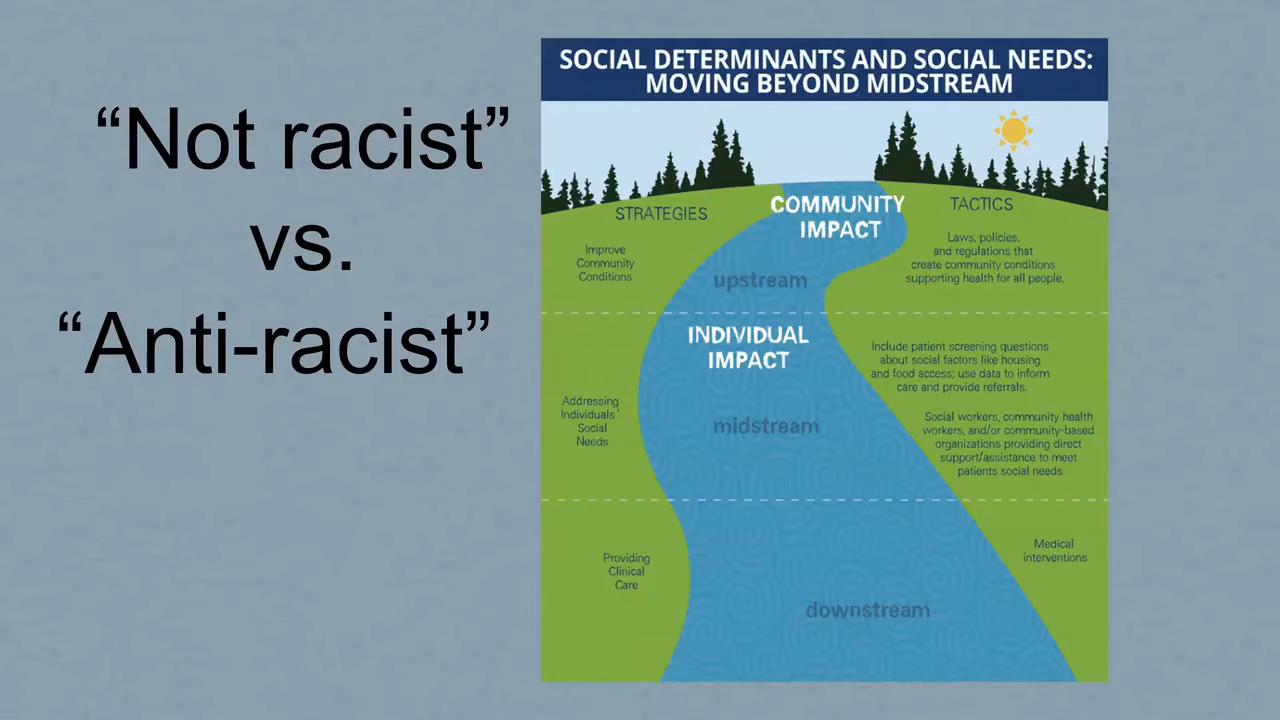 “Not racist”
vs.
“Anti-racist”
SOCIAL DETERMINANTS AND SOCIAL NEEDS:
MOVING BEYOND MIDSTREAM
STRATEGIES
COMMUNITY
IMPACT
TACTICS
Improve
Community
Conditions
upstream
Laws, policies,
and regulations that
create community conditions
supporting health for all people.
INDIVIDUAL
IMPACT
Addressing
Individuals'
Social
Needs
midstream
Include patient screening questions
about social factors like housing
and food access; use data to inform
care and provide referrals.
Social workers, community health
workers, and/or community-based
organizations providing direct
support/assistance to meet
patients social needs
Providing
Clinical
Care
downstream
Medical
interventions